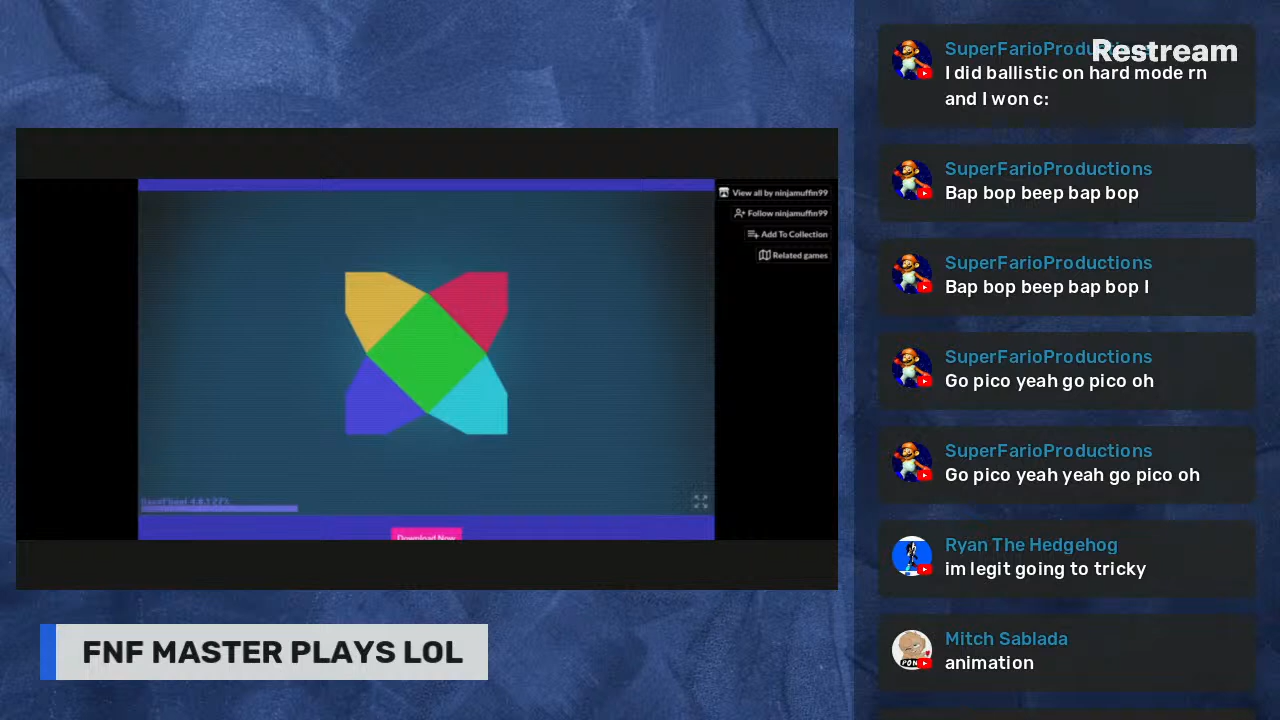 SuperFarioProductions
Restream
I did ballistic on hard mode rn
and I won c:
SuperFarioProductions
Bap bop beep bap bop
SuperFarioProductions
Bap bop beep bap bop I
SuperFarioProductions
Go pico yeah go pico oh
SuperFarioProductions
Go pico yeah yeah go pico oh
Ryan The Hedgehog
im legit going to tricky
Mitch Sablada
animation
View all by ninjamuffin99
Follow ninjamuffin99
Add To Collection
Related games
Download Now
FNF MASTER PLAYS LOL